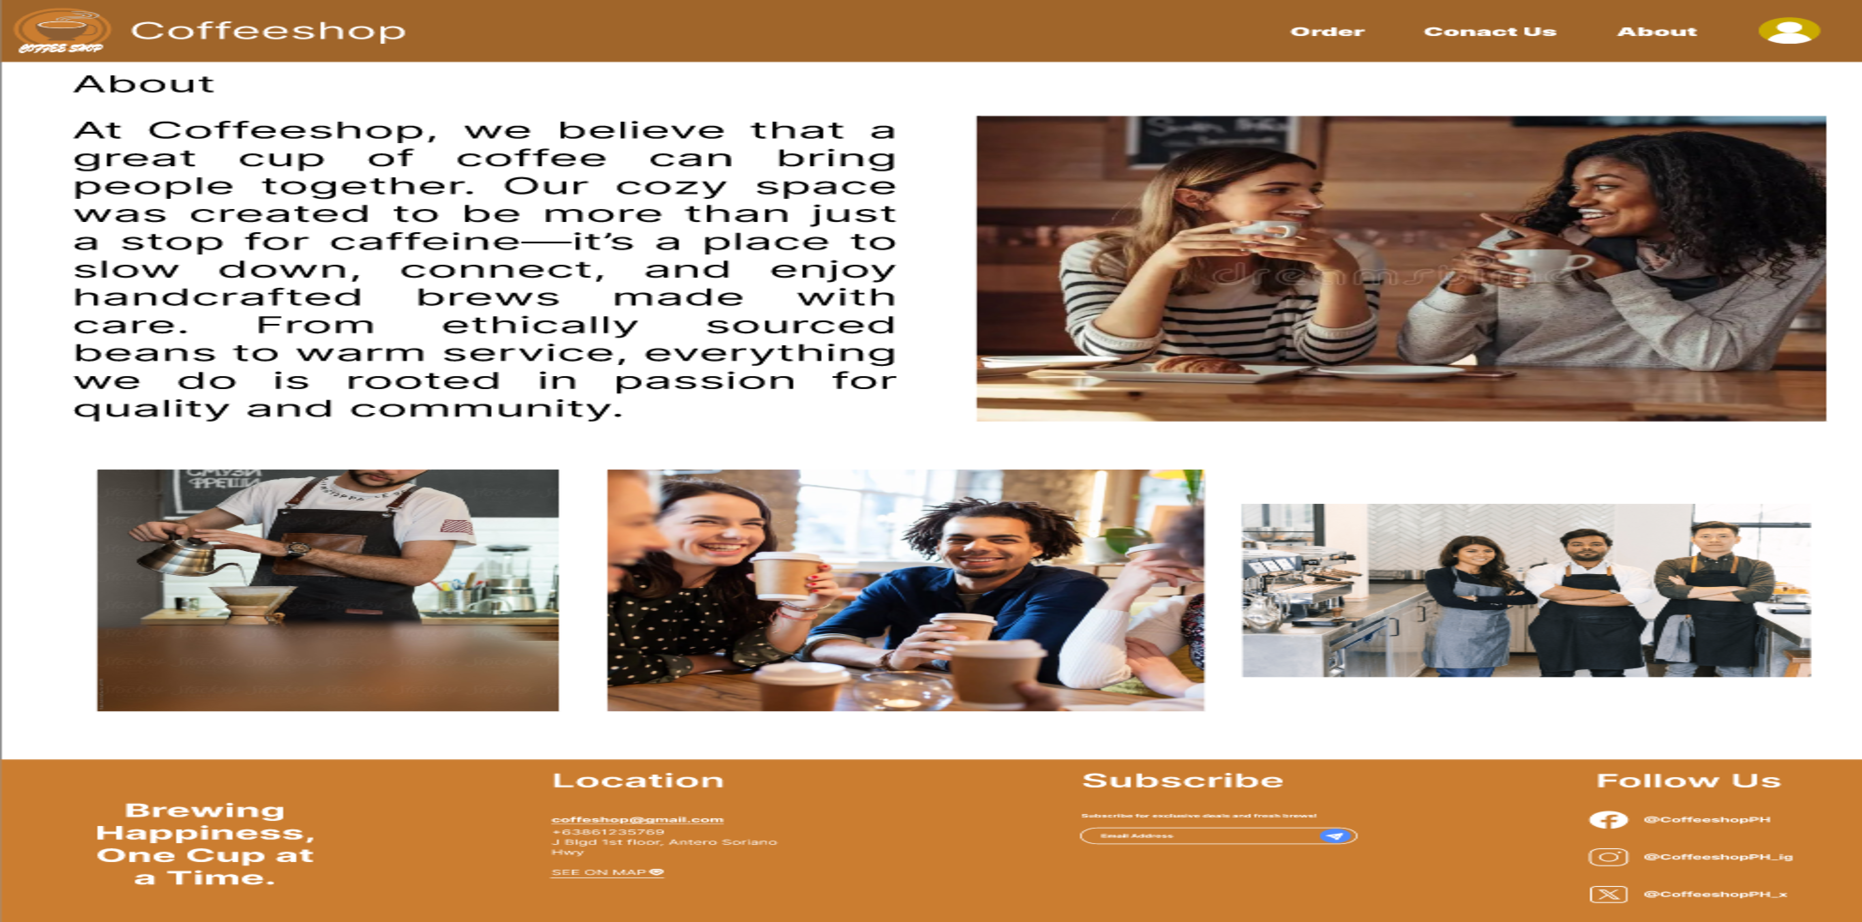 COFFEE SHOP
Coffeeshop
Order
Conact Us
About
About
At Coffeeshop, we believe that a
great cup of coffee can bring
people together. Our cozy space
was created to be more than just
a stop for caffeine—it’s a place to
slow down, connect, and enjoy
handcrafted brews made with
care. From ethically sourced
beans to warm service, everything
we do is rooted in passion for
quality and community.
dreamstime
Brewing
Happiness,
One Cup at
a Time.
Location
coffeshop@gmail.com
+63861235769
J Blgd 1st floor, Antero Soriano
Hwy
SEE ON MAP
Subscribe
Subscribe for exclusive deals and fresh brews!
Email Address
Follow Us
@CoffeeshopPH
@CoffeeshopPH_ig
@CoffeeshopPH_x